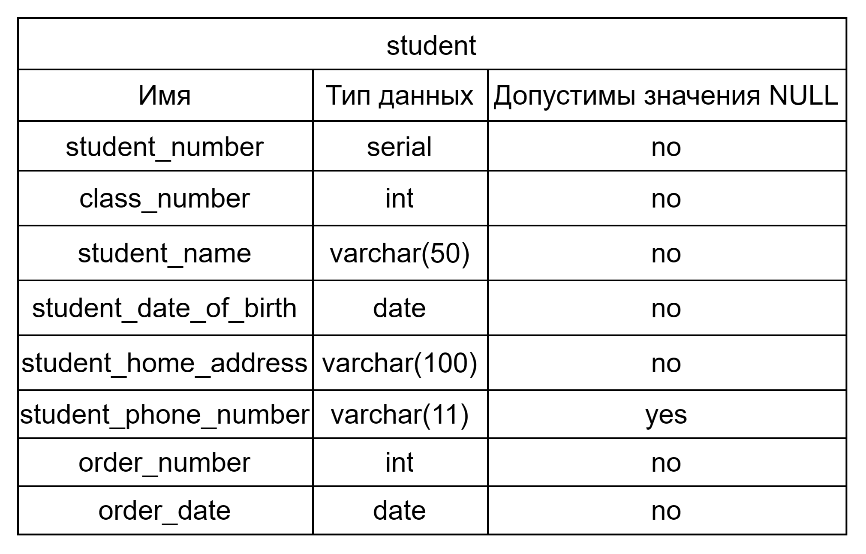 student
Имя Тип данных Допустимы значения NULL
student_number serial no
class_number int no
student_name varchar(50) no
student_date_of_birth date no
student_home_address varchar(100) no
student_phone_number varchar(11) yes
order_number int no
order_date date no